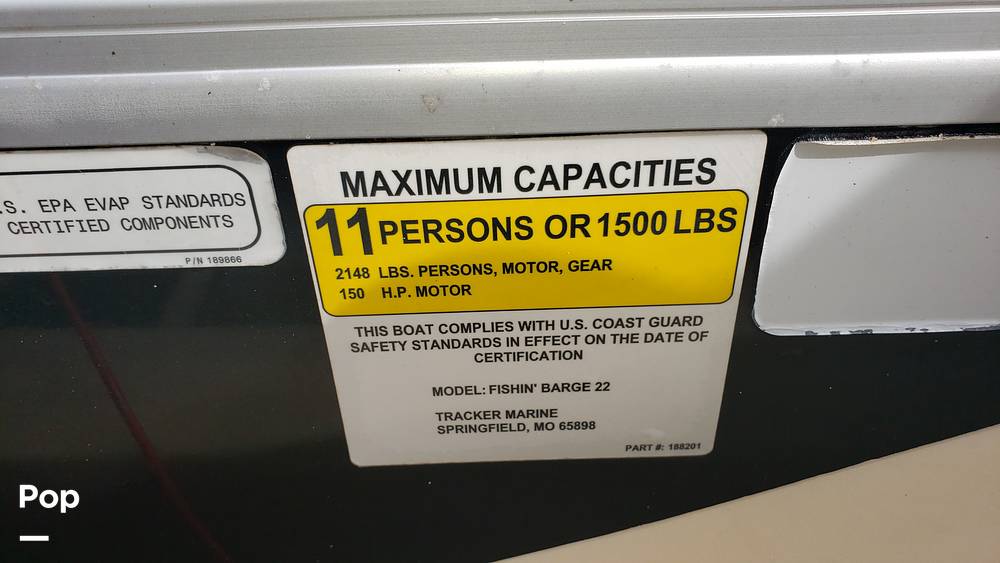 .S. EPA EVAP STANDARDS
CERTIFIED COMPONENTS
P/N 189866
MAXIMUM CAPACITIES
11 PERSONS OR 1500 LBS
2148 LBS. PERSONS, MOTOR, GEAR
150 H.P. MOTOR
THIS BOAT COMPLIES WITH U.S. COAST GUARD
SAFETY STANDARDS IN EFFECT ON THE DATE OF
CERTIFICATION
MODEL: FISHIN' BARGE 22
TRACKER MARINE
SPRINGFIELD, MO 65898
PART #: 188201
Pop